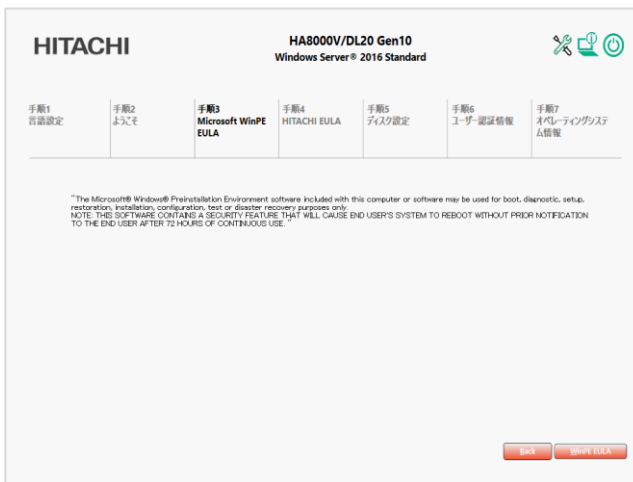 HITACHI
HA8000V/DL20 Gen10
Windows Server® 2016 Standard
手順1
言語設定
手順2
ようこそ
手順3
Microsoft WinPE
EULA
手順4
HITACHI EULA
手順5
ディスク設定
手順6
ユーザー認証情報
手順7
オペレーティングシステ
ム情報
"The Microsoft® Windows® Preinstallation Environment software included with this computer or software may be used for boot, diagnostic, setup,
restoration, installation, configuration, test or disaster recovery purposes only.
NOTE: THIS SOFTWARE CONTAINS A SECURITY FEATURE THAT WILL CAUSE END USER'S SYSTEM TO REBOOT WITHOUT PRIOR NOTIFICATION
TO THE END USER AFTER 72 HOURS OF CONTINUOUS USE. "
Back
WinPE EULA